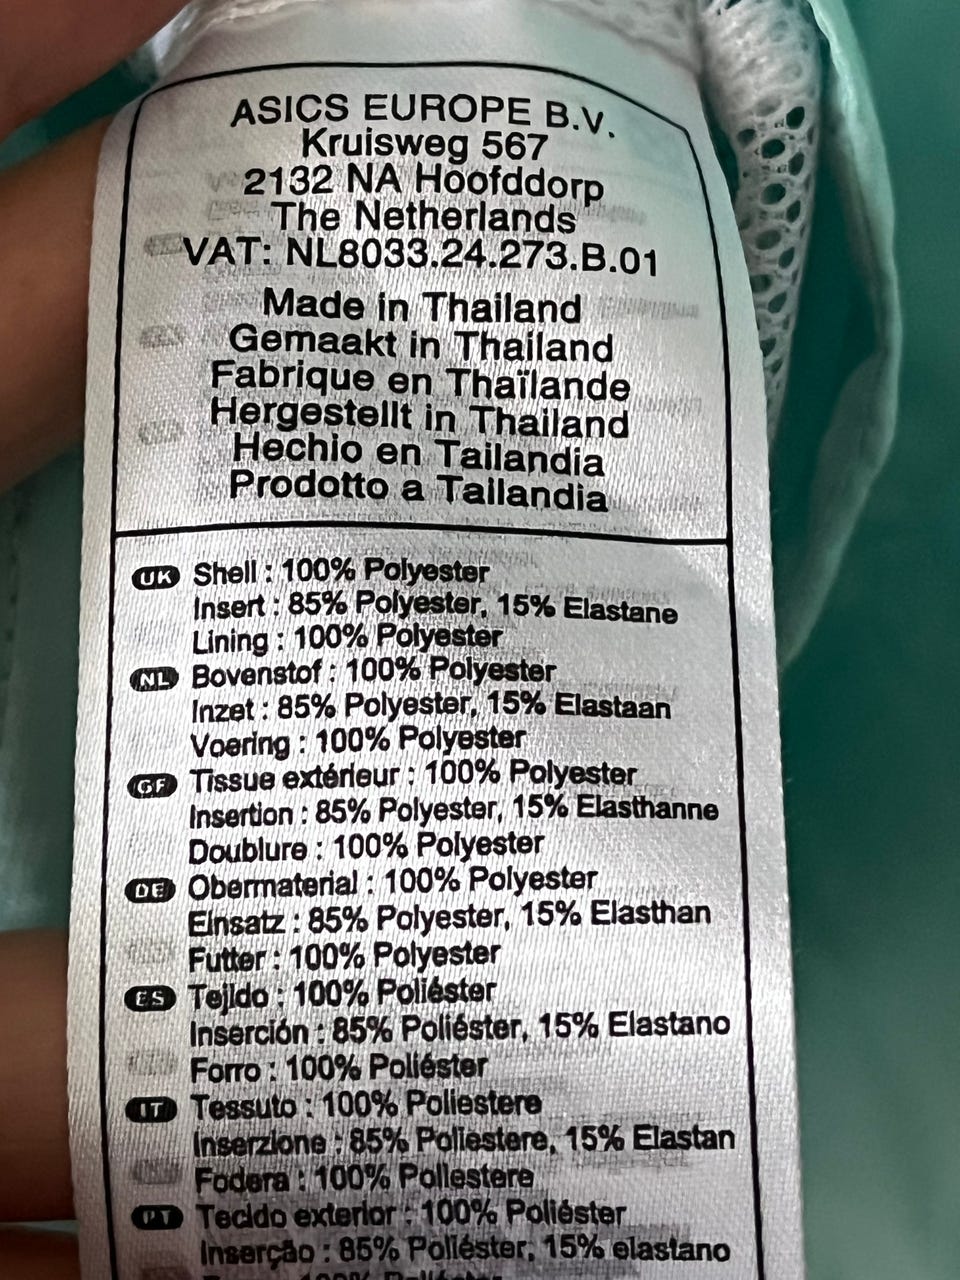 ASICS EUROPE B.V.
Kruisweg 567
2132 NA Hoofddorp
The Netherlands
VAT: NL8033.24.273.B.01
Made in Thailand
Gemaakt in Thailand
Fabrique en Thaïlande
Hergestellt in Thailand
Hechio en Tailandia
Prodotto a Tailandia
UK Shell : 100% Polyester
Insert : 85% Polyester, 15% Elastane
Lining : 100% Polyester
NL Bovenstof : 100% Polyester
Inzet : 85% Polyester, 15% Elastaan
Voering : 100% Polyester
GF Tissue extérieur : 100% Polyester
Insertion : 85% Polyester, 15% Elasthanne
Doublure : 100% Polyester
DE Obermaterial : 100% Polyester
Einsatz : 85% Polyester, 15% Elasthan
Futter : 100% Polyester
ES Tejido : 100% Poliéster
Inserción : 85% Poliéster, 15% Elastano
Forro : 100% Poliéster
IT Tessuto : 100% Poliestere
Inserzione : 85% Poliestere, 15% Elastan
Fodera : 100% Poliestere
PT Tecido exterior : 100% Poliéster
Inserção : 85% Poliéster, 15% elastano